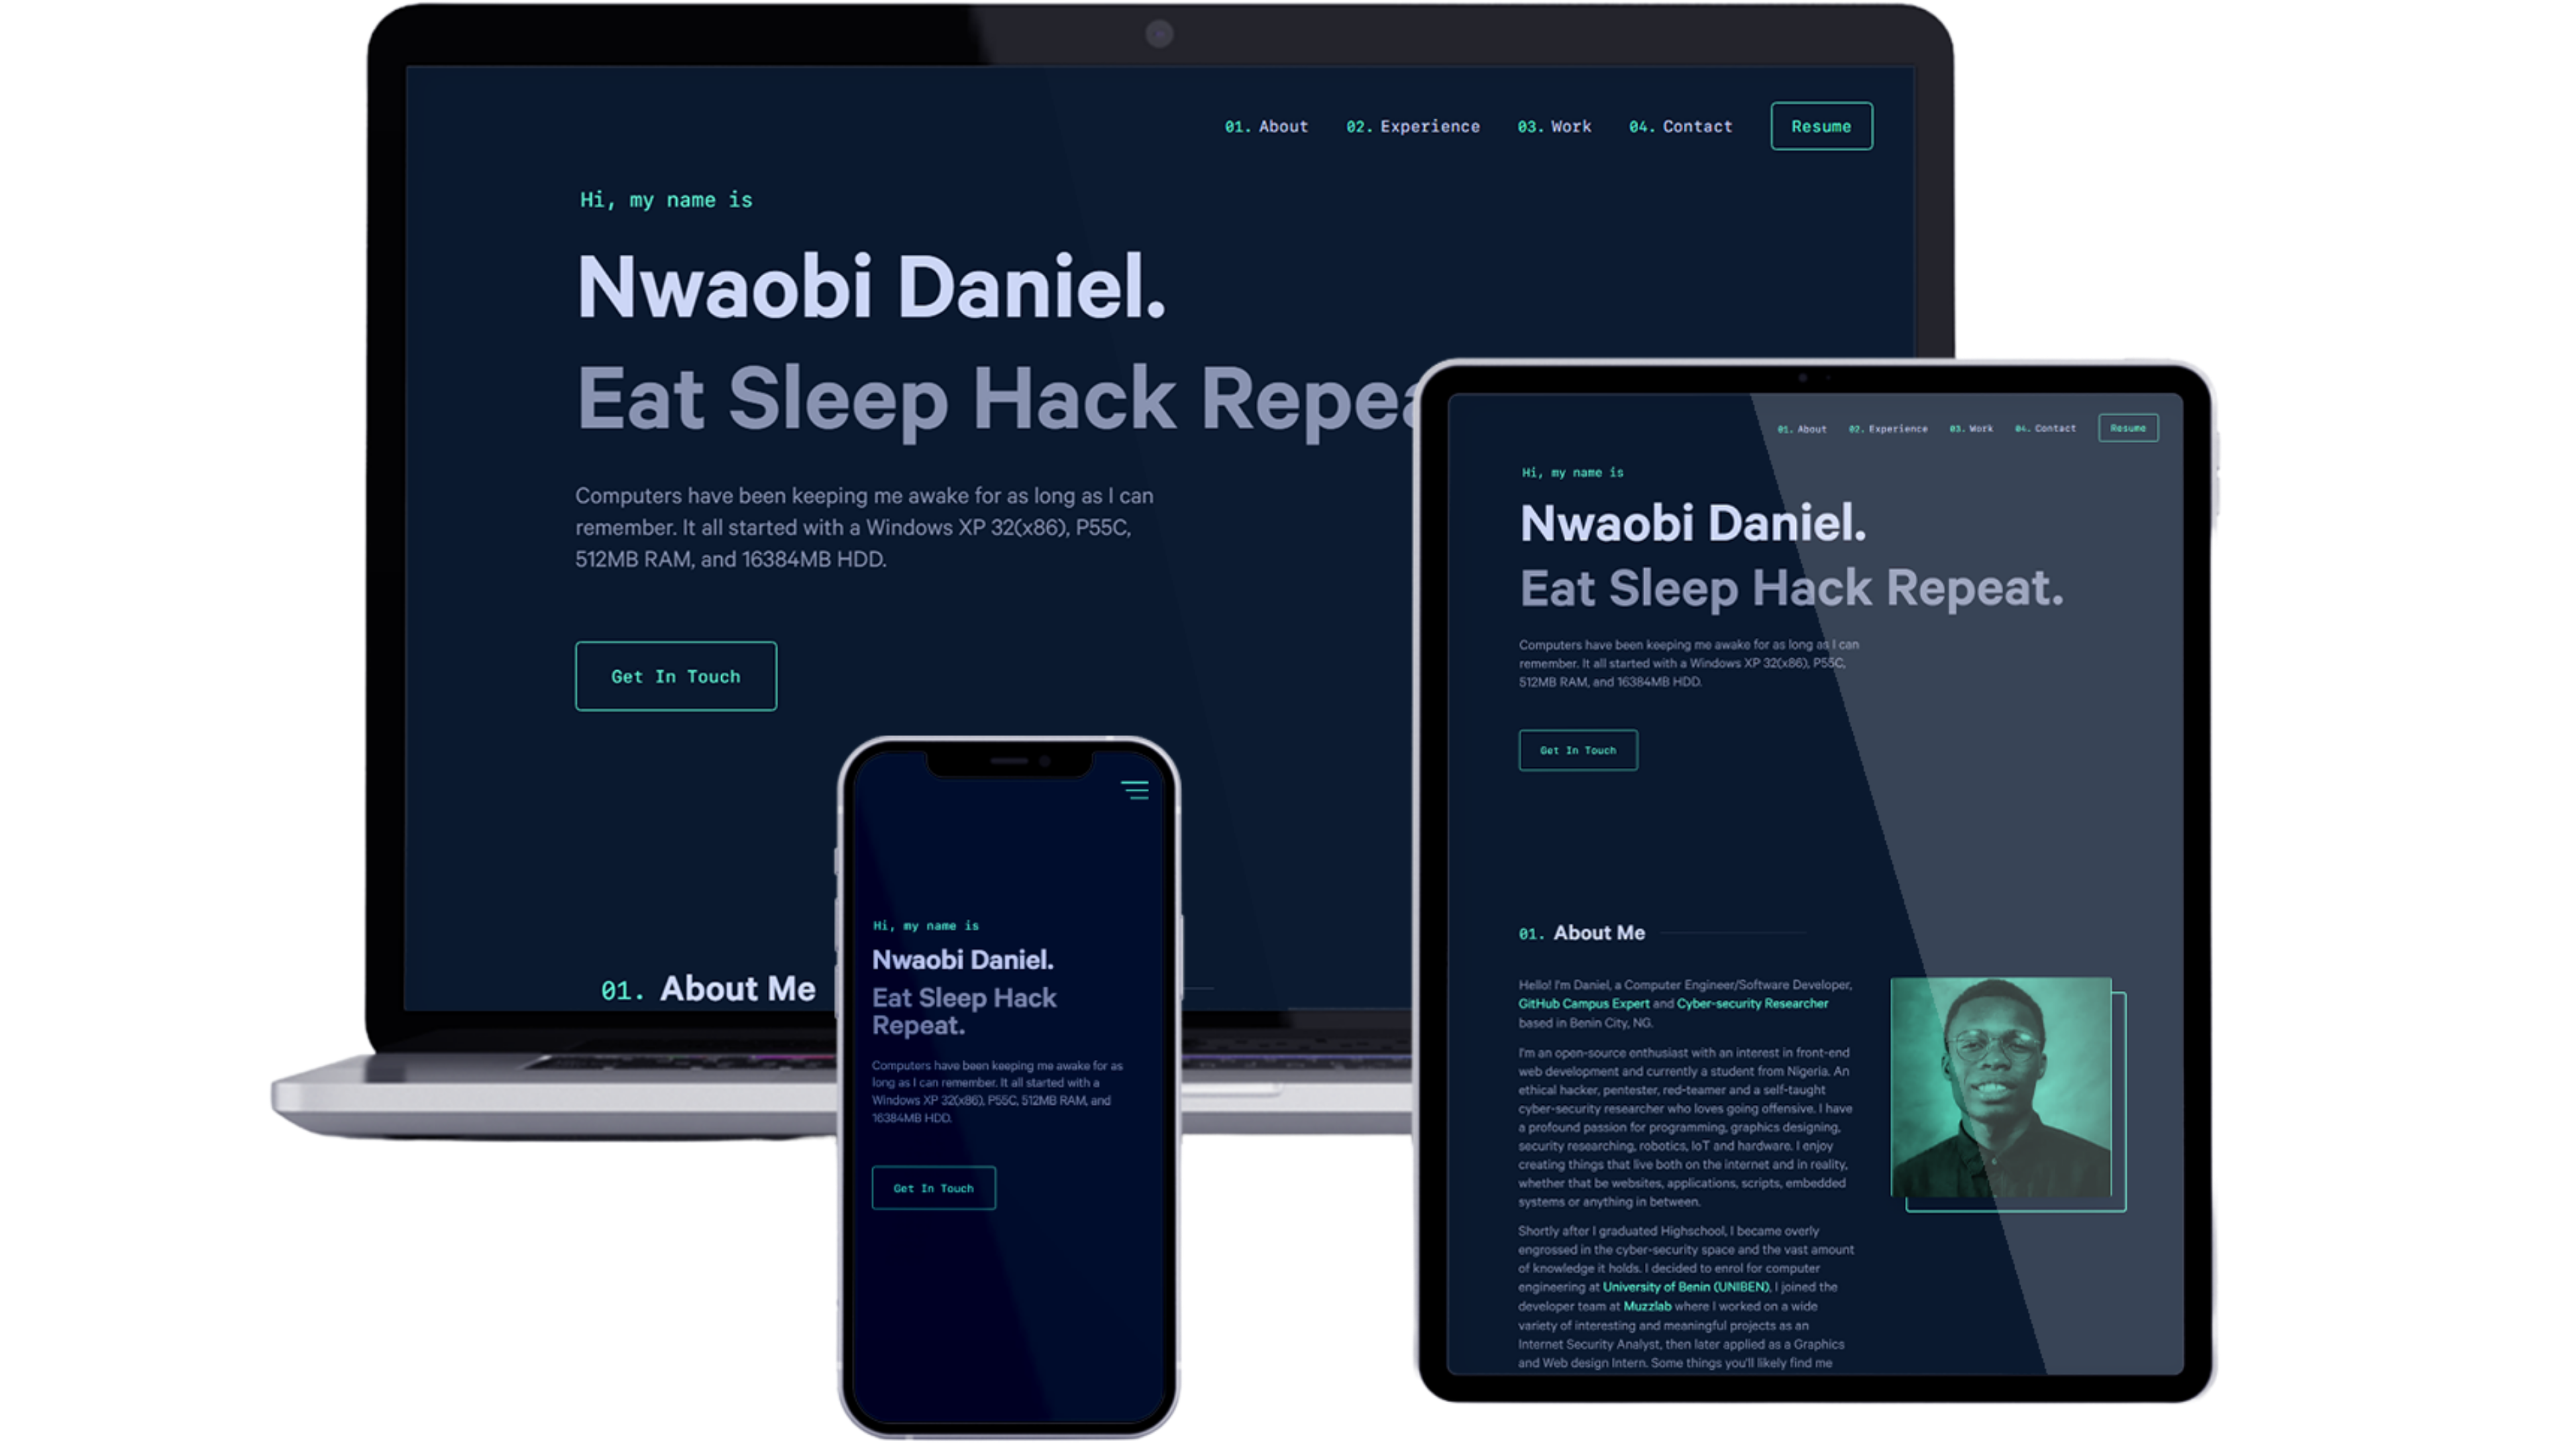 01. About 02. Experience 03. Work 04. Contact Resume
Hi, my name is
Nwaobi Daniel.
Eat Sleep Hack Repea
Computers have been keeping me awake for as long as I can
remember. It all started with a Windows XP 32(x86), P55C,
512MB RAM, and 16384MB HDD.
Get In Touch
01. About Me
Hi, my name is
Nwaobi Daniel.
Eat Sleep Hack
Repeat.
Computers have been keeping me awake for as
long as I can remember. It all started with a
Windows XP 32(x86), P55C, 512MB RAM, and
16384MB HDD.
Get In Touch
01. About 02. Experience 03. Work 04. Contact Resume
Hi, my name is
Nwaobi Daniel.
Eat Sleep Hack Repeat.
Computers have been keeping me awake for as long as I can
remember. It all started with a Windows XP 32(x86), P55C,
512MB RAM, and 16384MB HDD.
Get In Touch
01. About Me
Hello! I'm Daniel, a Computer Engineer/Software Developer,
GitHub Campus Expert and Cyber-security Researcher
based in Benin City, NG.
I'm an open-source enthusiast with an interest in front-end
web development and currently a student from Nigeria. An
ethical hacker, pentester, red-teamer and a self-taught
cyber-security researcher who loves going offensive. I have
a profound passion for programming, graphics designing,
security researching, robotics, IoT and hardware. I enjoy
creating things that live both on the internet and in reality,
whether that be websites, applications, scripts, embedded
systems or anything in between.
Shortly after I graduated Highschool, I became overly
engrossed in the cyber-security space and the vast amount
of knowledge it holds. I decided to enrol for computer
engineering at University of Benin (UNIBEN), I joined the
developer team at Muzzlab where I worked on a wide
variety of interesting and meaningful projects as an
Internet Security Analyst, then later applied as a Graphics
and Web design Intern. Some things you'll likely find me